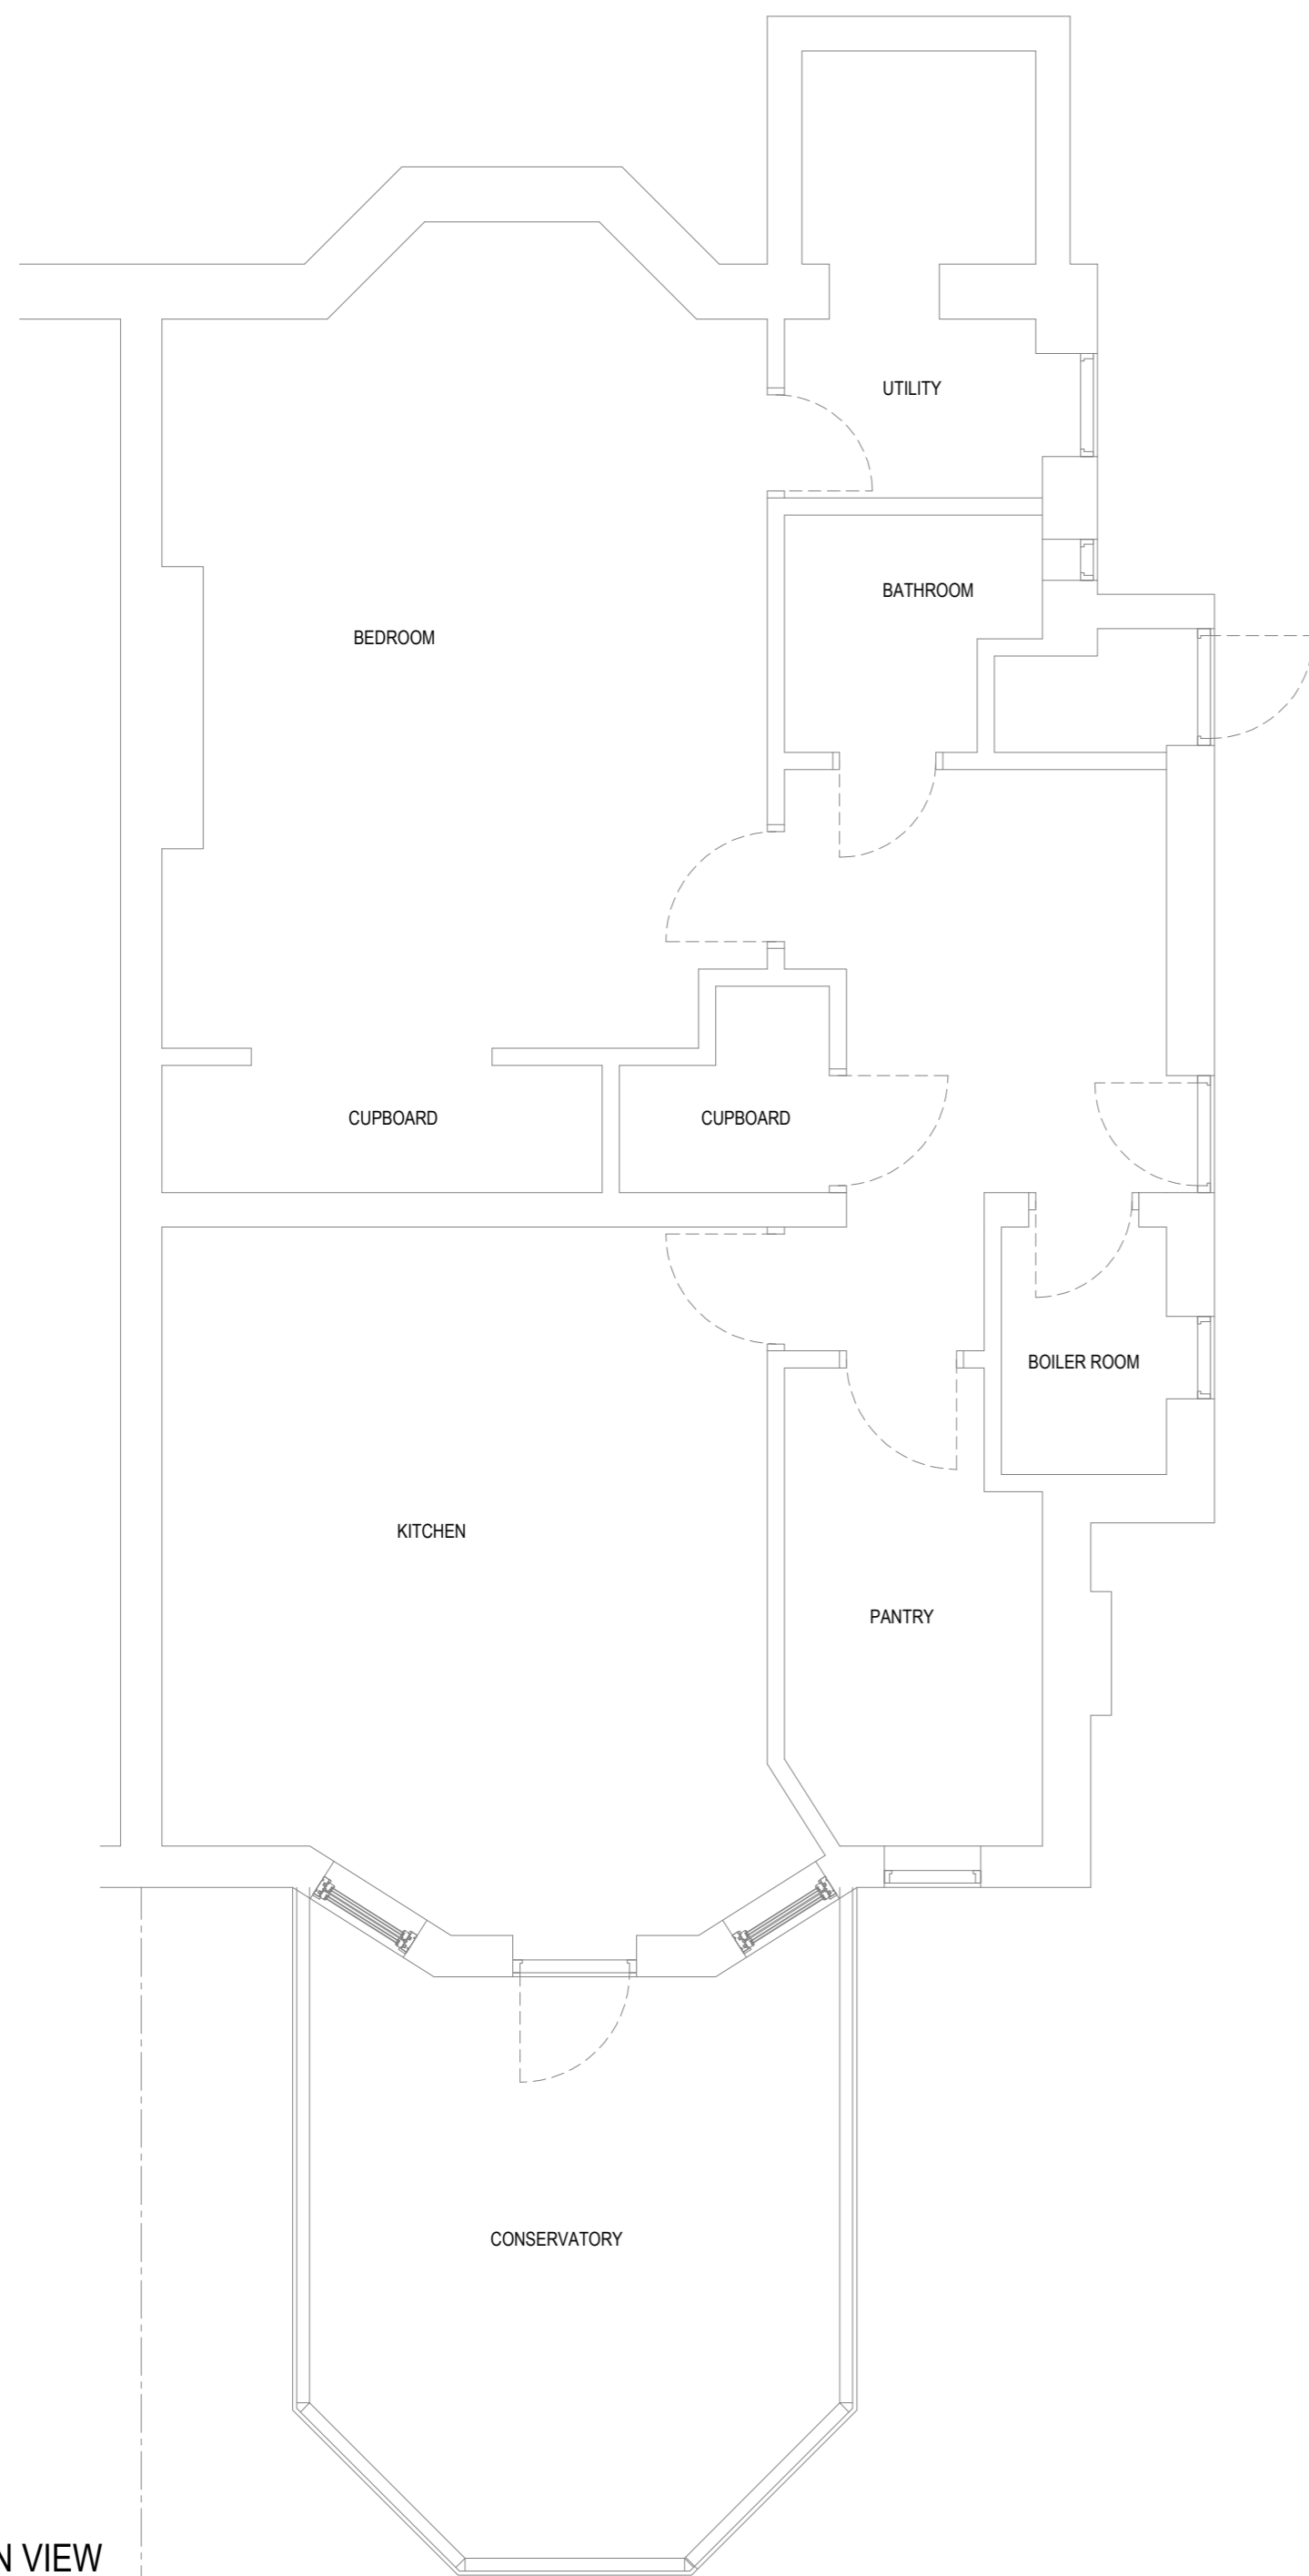 UTILITY
BATHROOM
BEDROOM
CUPBOARD
CUPBOARD
BOILER ROOM
KITCHEN
PANTRY
CONSERVATORY
N VIEW